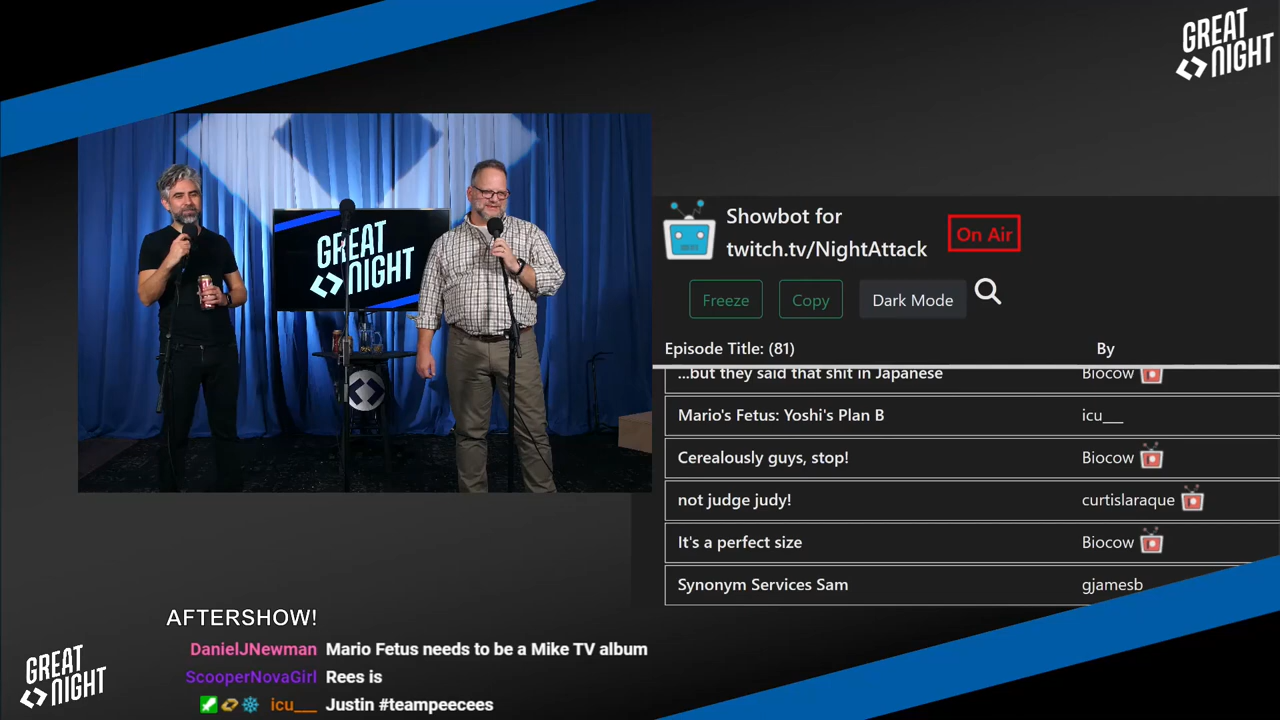 GREAT
NIGHT
GREAT
NIGHT
Showbot for
twitch.tv/NightAttack
On Air
Freeze
Copy
Dark Mode
Episode Title: (81)
By
...but they said that shit in Japanese
Biocow
Mario's Fetus: Yoshi's Plan B
icu___
Cerealously guys, stop!
Biocow
not judge judy!
curtislaraque
It's a perfect size
Biocow
Synonym Services Sam
gjamesb
AFTERSHOW!
DanielJNewman Mario Fetus needs to be a Mike TV album
ScooperNovaGirl Rees is
icu___ Justin #teampeecees
GREAT
NIGHT